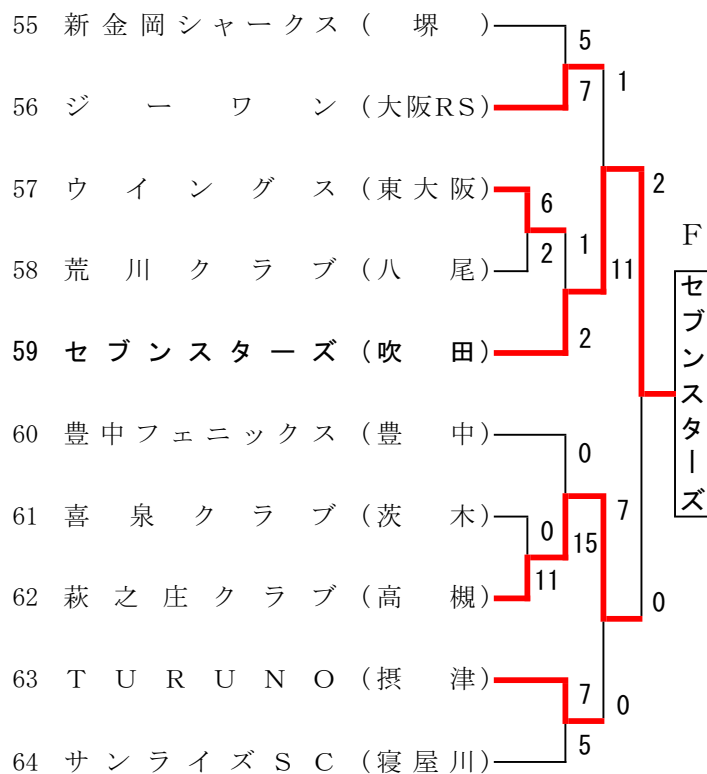 55 新金岡シャークス (堺)
5
1
56 ジーワン (大阪RS)
7
57 ウイングス (東大阪)
6
2
1
F
58 荒川クラブ (八尾)
2
11
セブンスターズ
59 セブンスターズ (吹田)
2
60 豊中フェニックス (豊中)
0
61 喜泉クラブ (茨木)
0
15
7
62 萩之庄クラブ (高槻)
11
0
63 TURUNO (摂津)
7
0
64 サンライズSC (寝屋川)
5